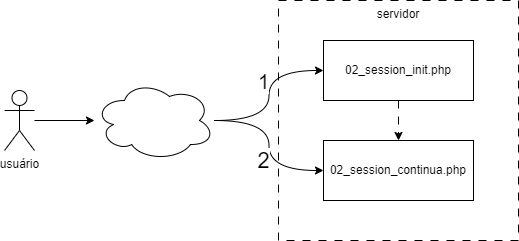 servidor
1
02_session_init.php
usuário
2
02_session_continua.php